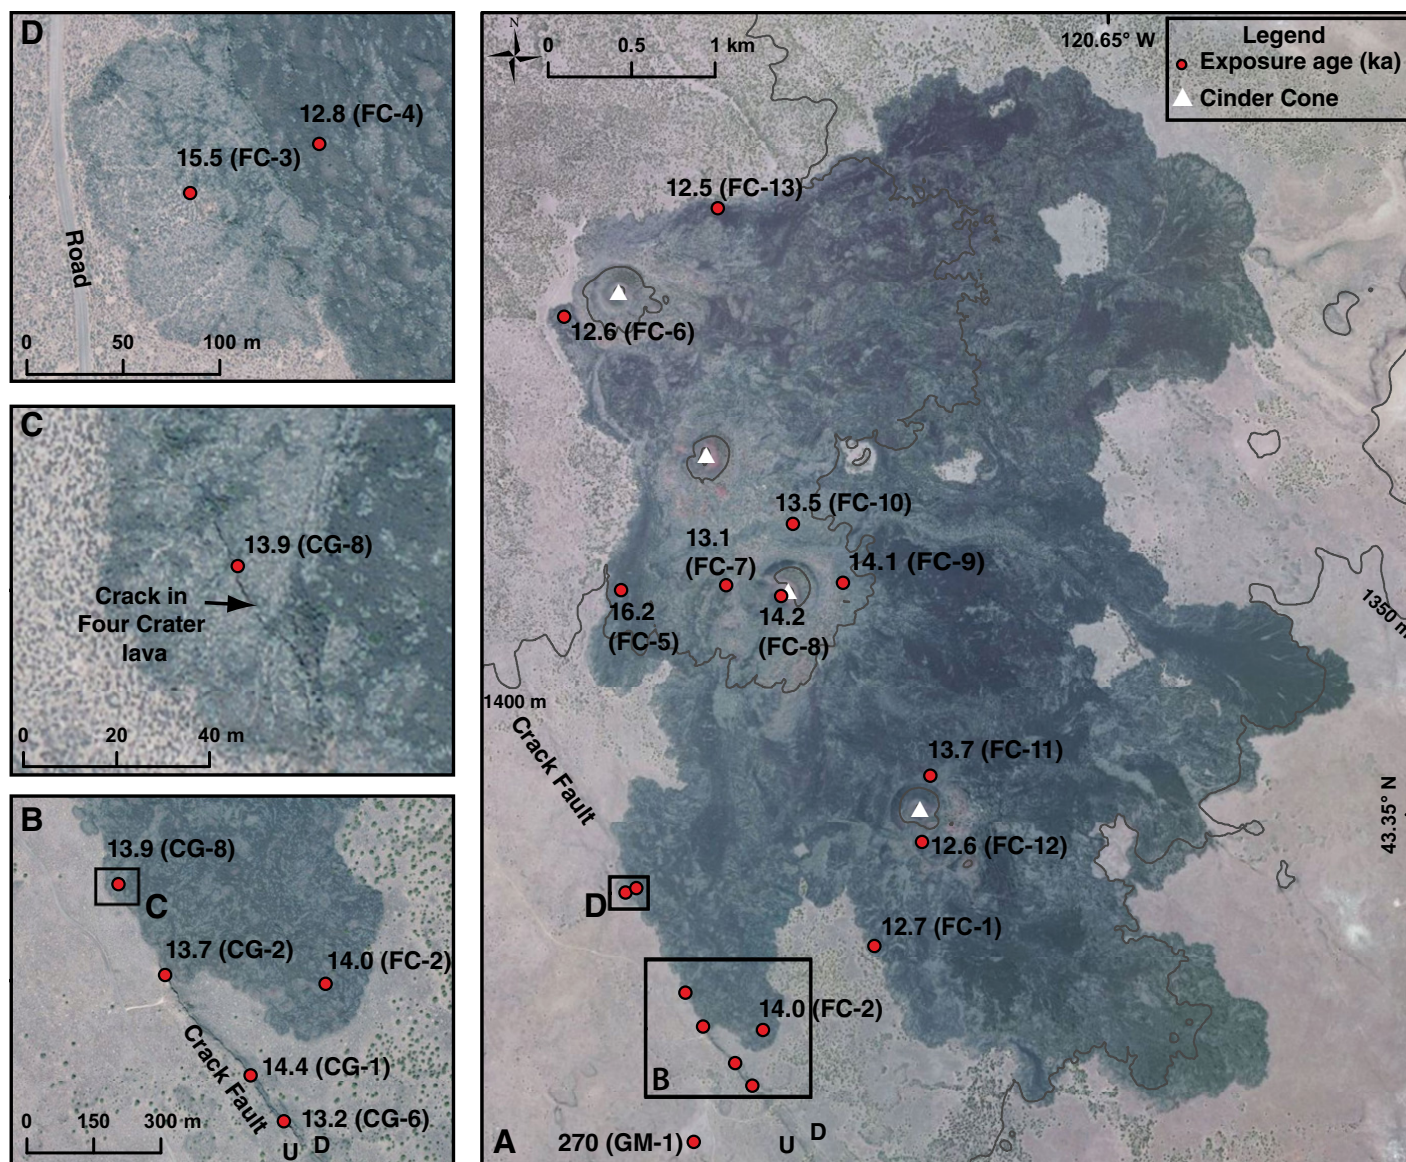 D
12.8 (FC-4)
15.5 (FC-3)
Road
0 50 100 m
C
13.9 (CG-8)
Crack in
Four Crater
lava
0 20 40 m
B
13.9 (CG-8)
C
13.7 (CG-2)
14.0 (FC-2)
Crack Fault
14.4 (CG-1)
13.2 (CG-6)
0 150 300 m
U D
N
0 0.5 1 km
120.65° W
Legend
Exposure age (ka)
Cinder Cone
12.5 (FC-13)
12.6 (FC-6)
13.5 (FC-10)
13.1
(FC-7)
14.1 (FC-9)
16.2
(FC-5)
14.2
(FC-8)
1350 m
1400 m
Crack Fault
13.7 (FC-11)
12.6 (FC-12)
43.35° N
D
12.7 (FC-1)
14.0 (FC-2)
B
A
270 (GM-1)
U D